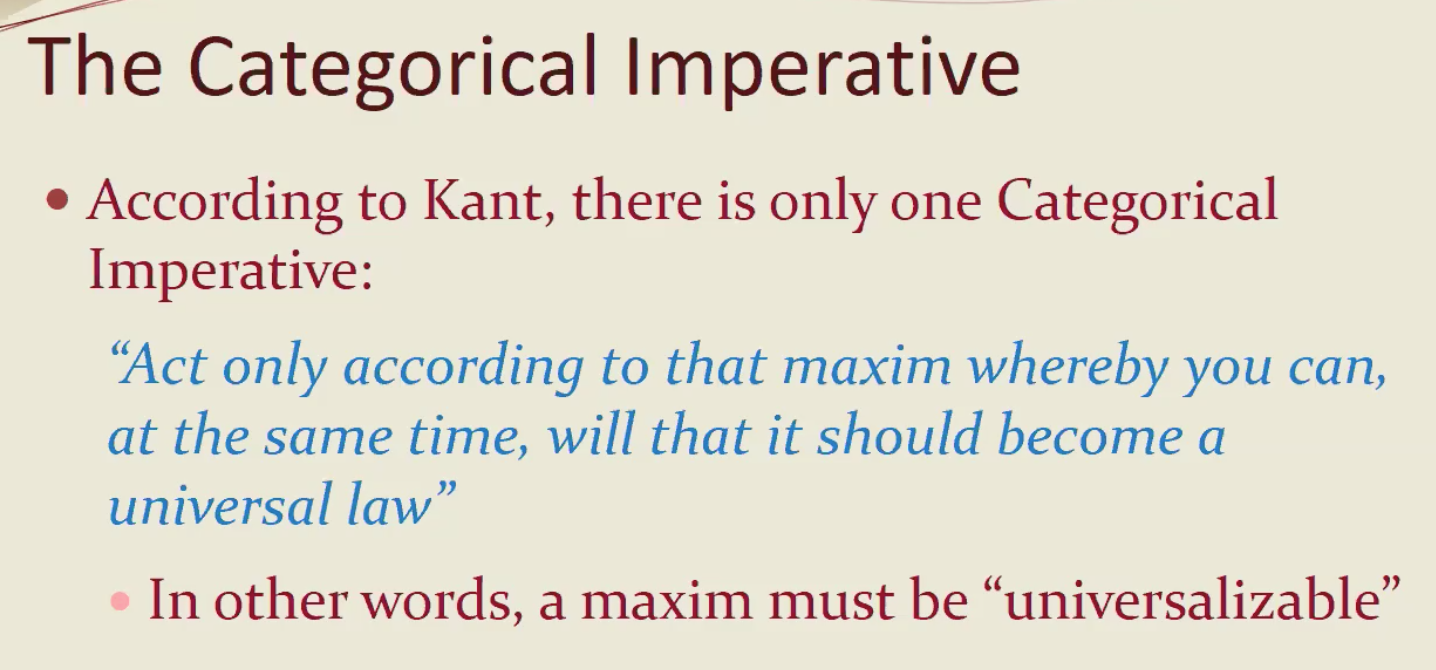 The Categorical Imperative
• According to Kant, there is only one Categorical
Imperative:
“Act only according to that maxim whereby you can,
at the same time, will that it should become a
universal law”
• In other words, a maxim must be “universalizable”